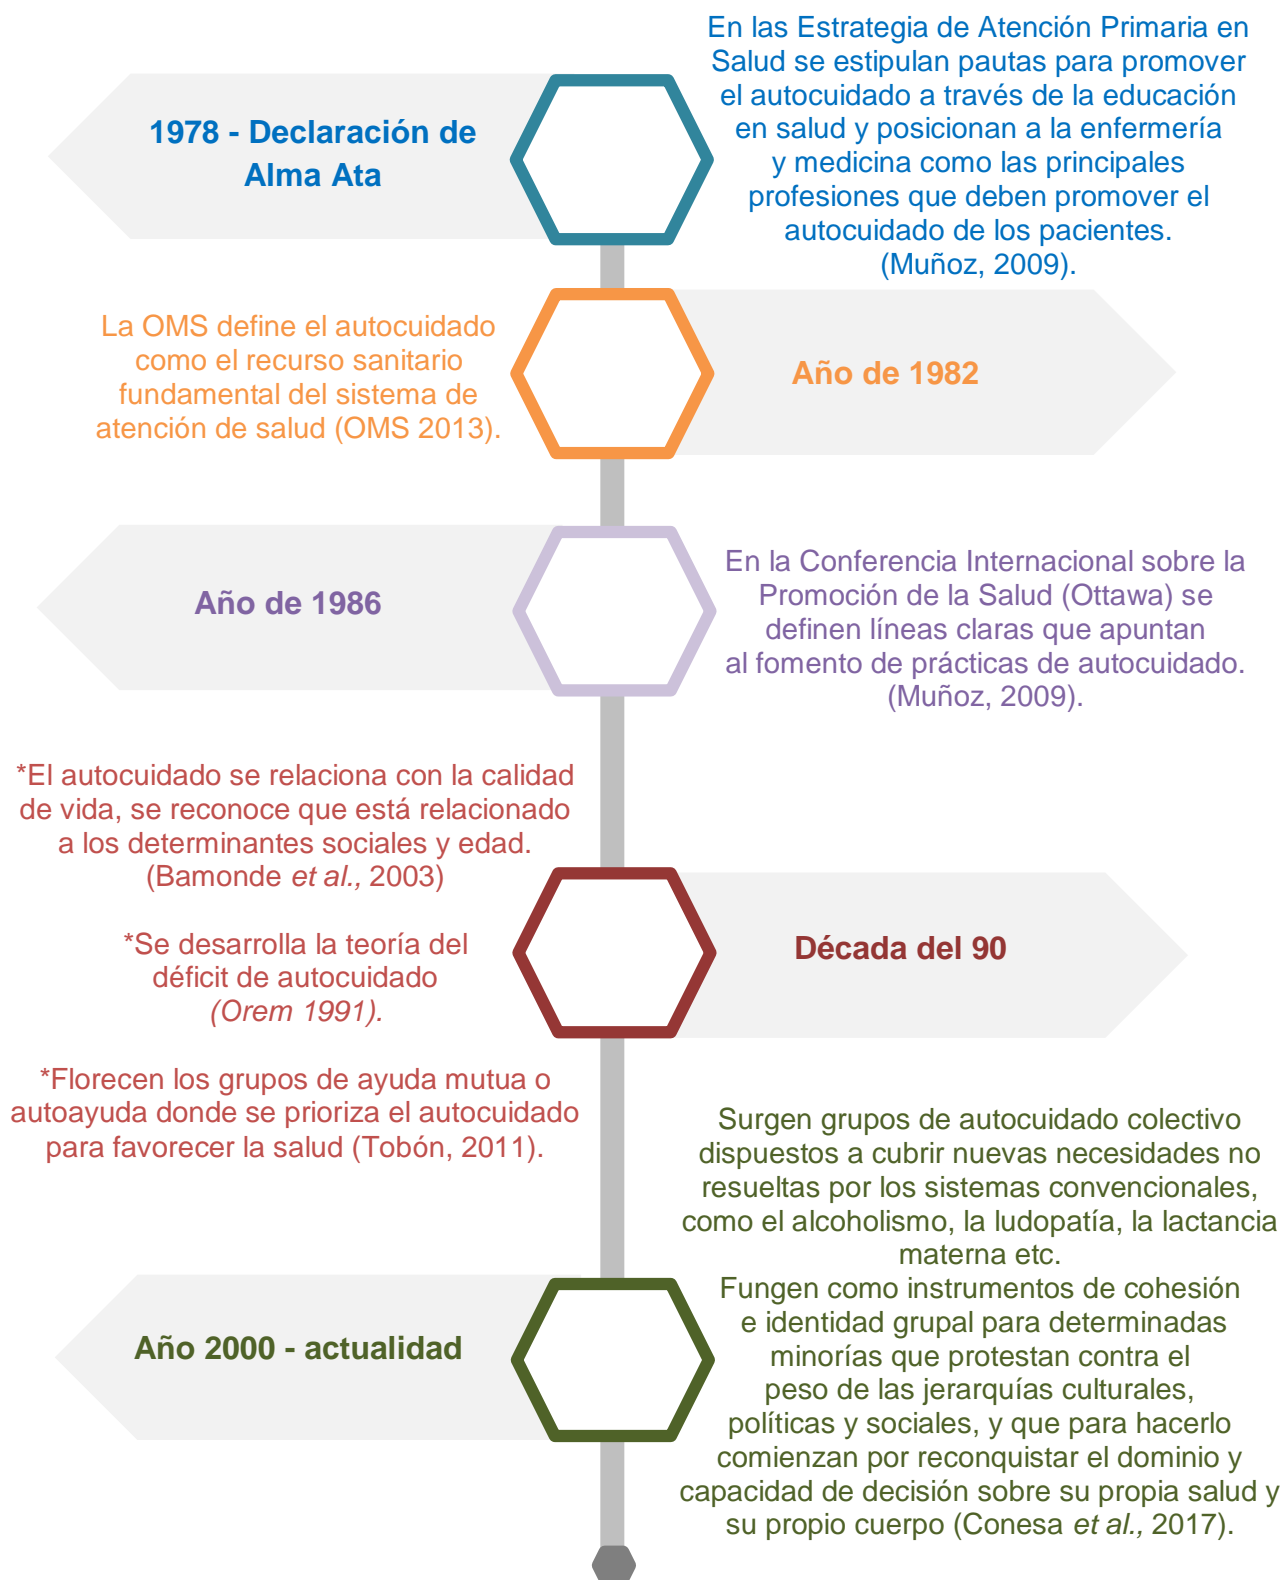 1978 - Declaración de
Alma Ata
En las Estrategia de Atención Primaria en
Salud se estipulan pautas para promover
el autocuidado a través de la educación
en salud y posicionan a la enfermería
y medicina como las principales
profesiones que deben promover el
autocuidado de los pacientes.
(Muñoz, 2009).
Año de 1982
La OMS define el autocuidado
como el recurso sanitario
fundamental del sistema de
atención de salud (OMS 2013).
Año de 1986
En la Conferencia Internacional sobre la
Promoción de la Salud (Ottawa) se
definen líneas claras que apuntan
al fomento de prácticas de autocuidado.
(Muñoz, 2009).
Década del 90
*El autocuidado se relaciona con la calidad
de vida, se reconoce que está relacionado
a los determinantes sociales y edad.
(Bamonde et al., 2003)
*Se desarrolla la teoría del
déficit de autocuidado
(Orem 1991).
*Florecen los grupos de ayuda mutua o
autoayuda donde se prioriza el autocuidado
para favorecer la salud (Tobón, 2011).
Año 2000 - actualidad
Surgen grupos de autocuidado colectivo
dispuestos a cubrir nuevas necesidades no
resueltas por los sistemas convencionales,
como el alcoholismo, la ludopatía, la lactancia
materna etc.
Fungen como instrumentos de cohesión
e identidad grupal para determinadas
minorías que protestan contra el
peso de las jerarquías culturales,
políticas y sociales, y que para hacerlo
comienzan por reconquistar el dominio y
capacidad de decisión sobre su propia salud y
su propio cuerpo (Conesa et al., 2017).